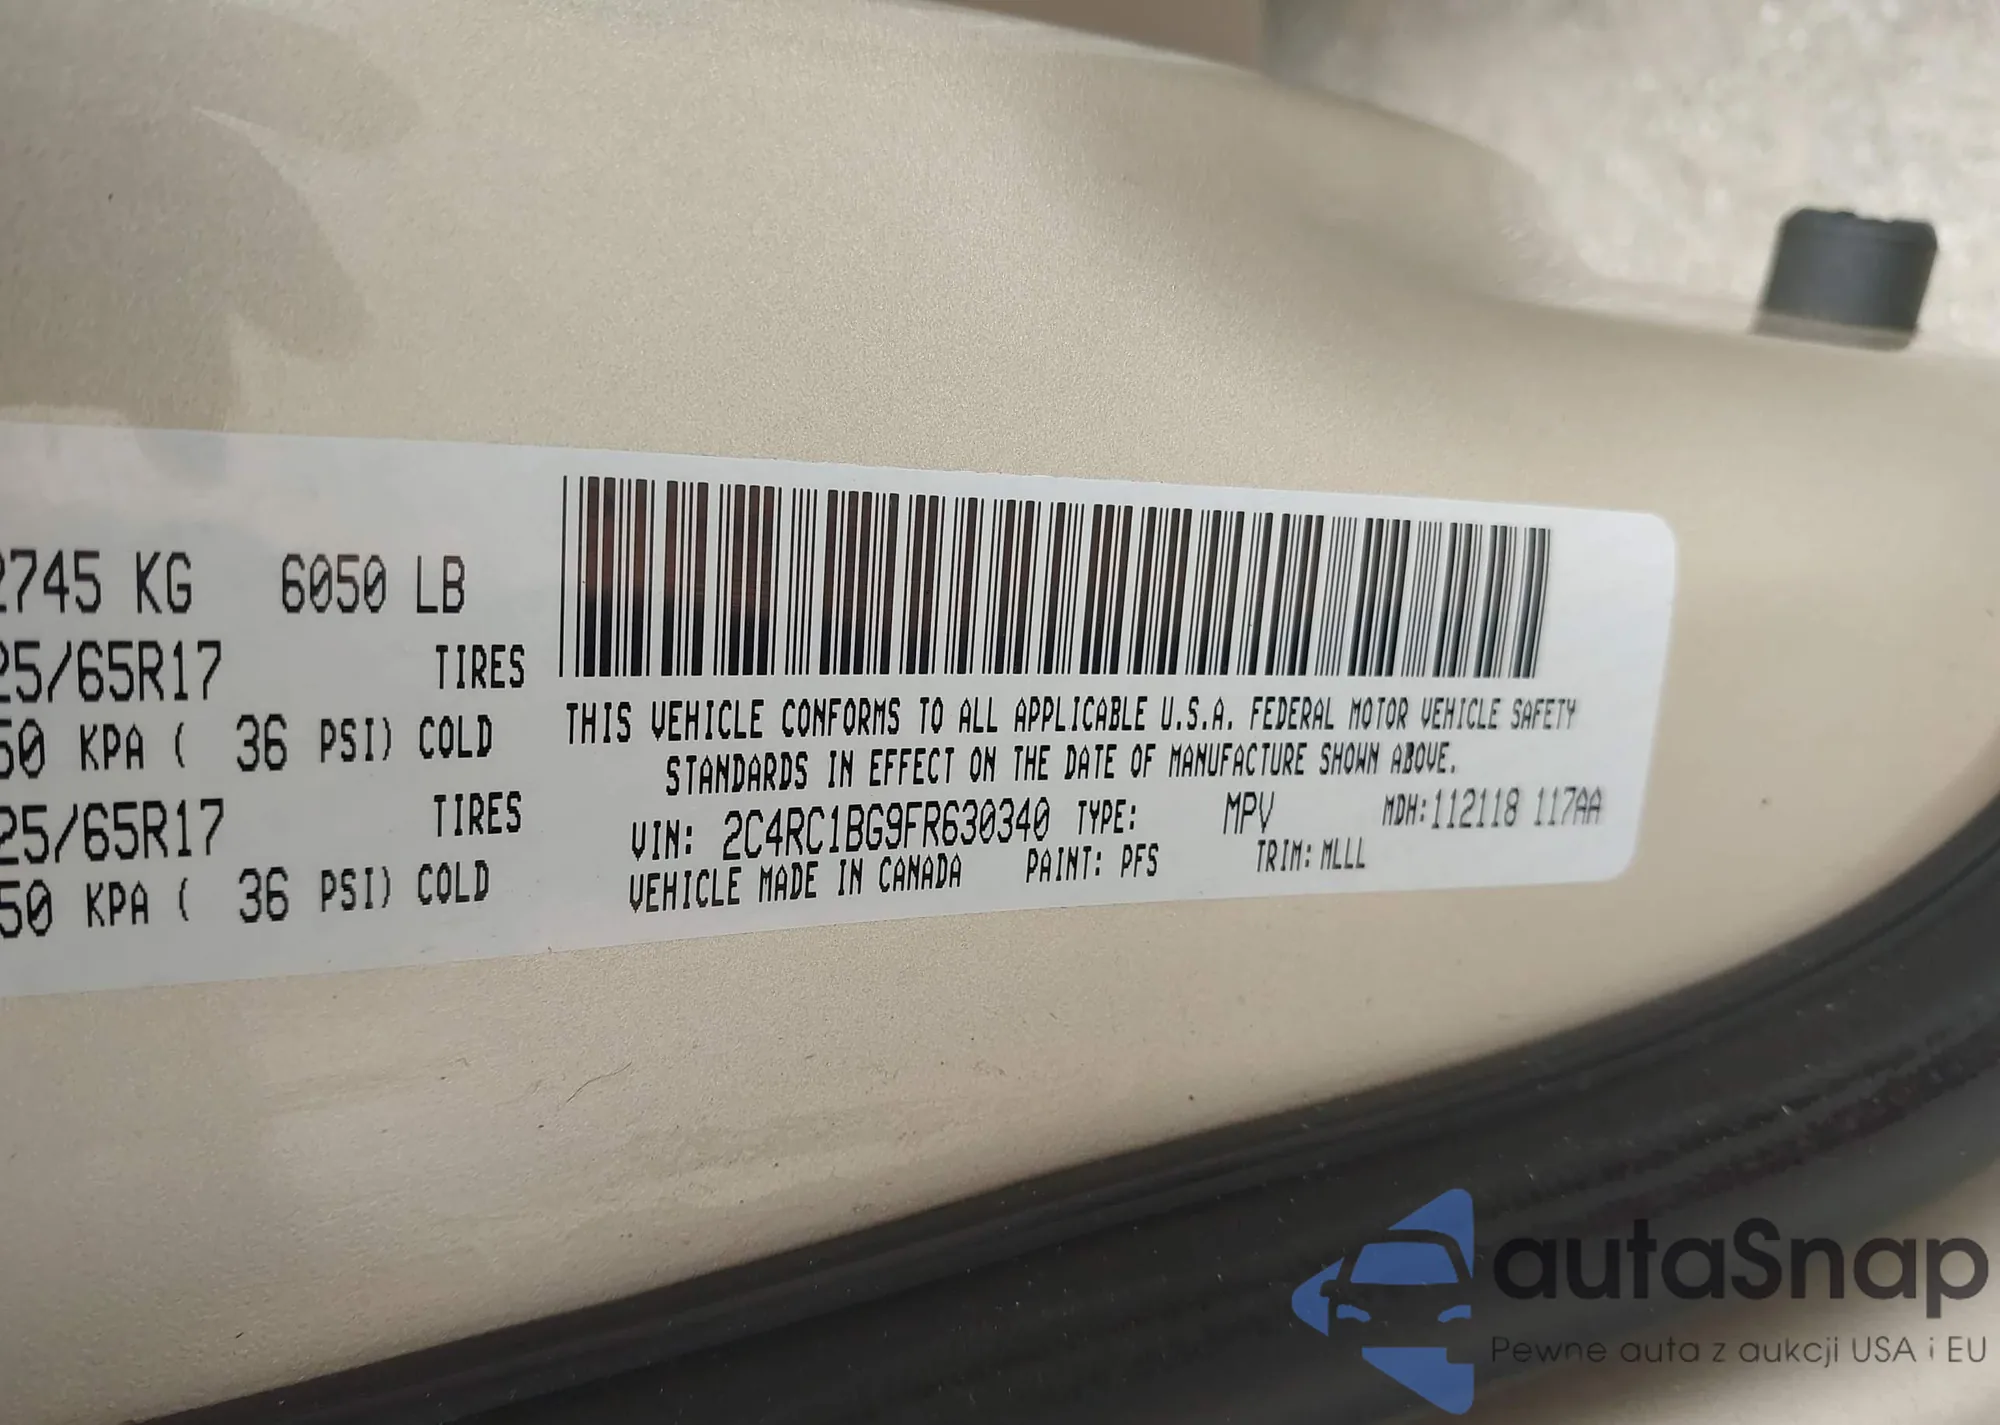 2745 KG 6050 LB
25/65R17 TIRES
50 KPA ( 36 PSI) COLD
25/65R17 TIRES
50 KPA ( 36 PSI) COLD
THIS VEHICLE CONFORMS TO ALL APPLICABLE U.S.A. FEDERAL MOTOR VEHICLE SAFETY
STANDARDS IN EFFECT ON THE DATE OF MANUFACTURE SHOWN ABOVE.
VIN: 2C4RC1BG9FR630340 TYPE: MPV MDH:112118 117AA
VEHICLE MADE IN CANADA PAINT: PFS TRIM: MLLL
autaSnap
Pewne auta z aukcji USA i EU